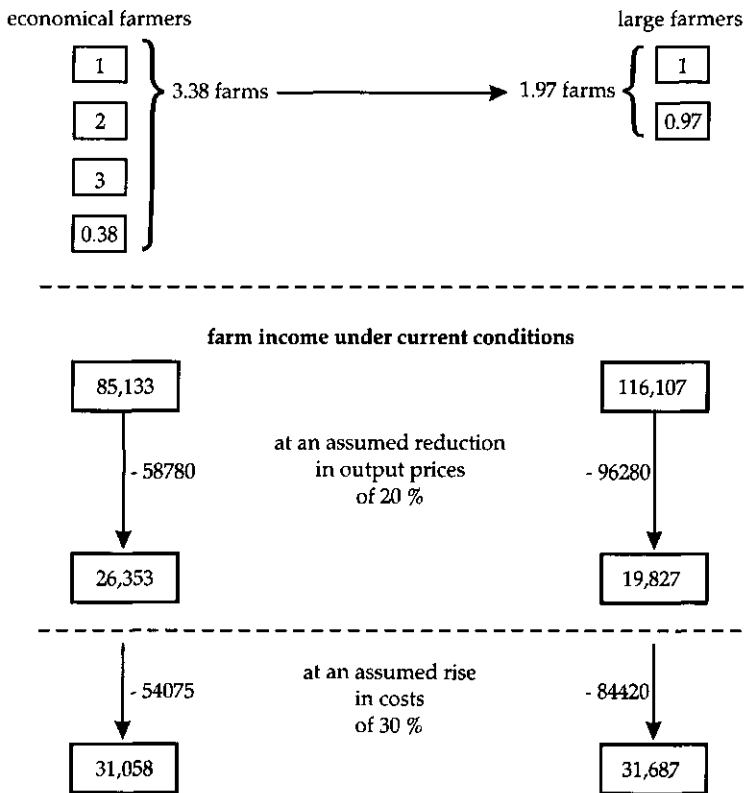 economical farmers
large farmers
1
2
3
0.38
3.38 farms
1.97 farms
1
0.97
farm income under current conditions
85,133
116,107
- 58780
at an assumed reduction
in output prices
of 20 %
- 96280
26,353
19,827
- 54075
at an assumed rise
in costs
of 30 %
- 84420
31,058
31,687